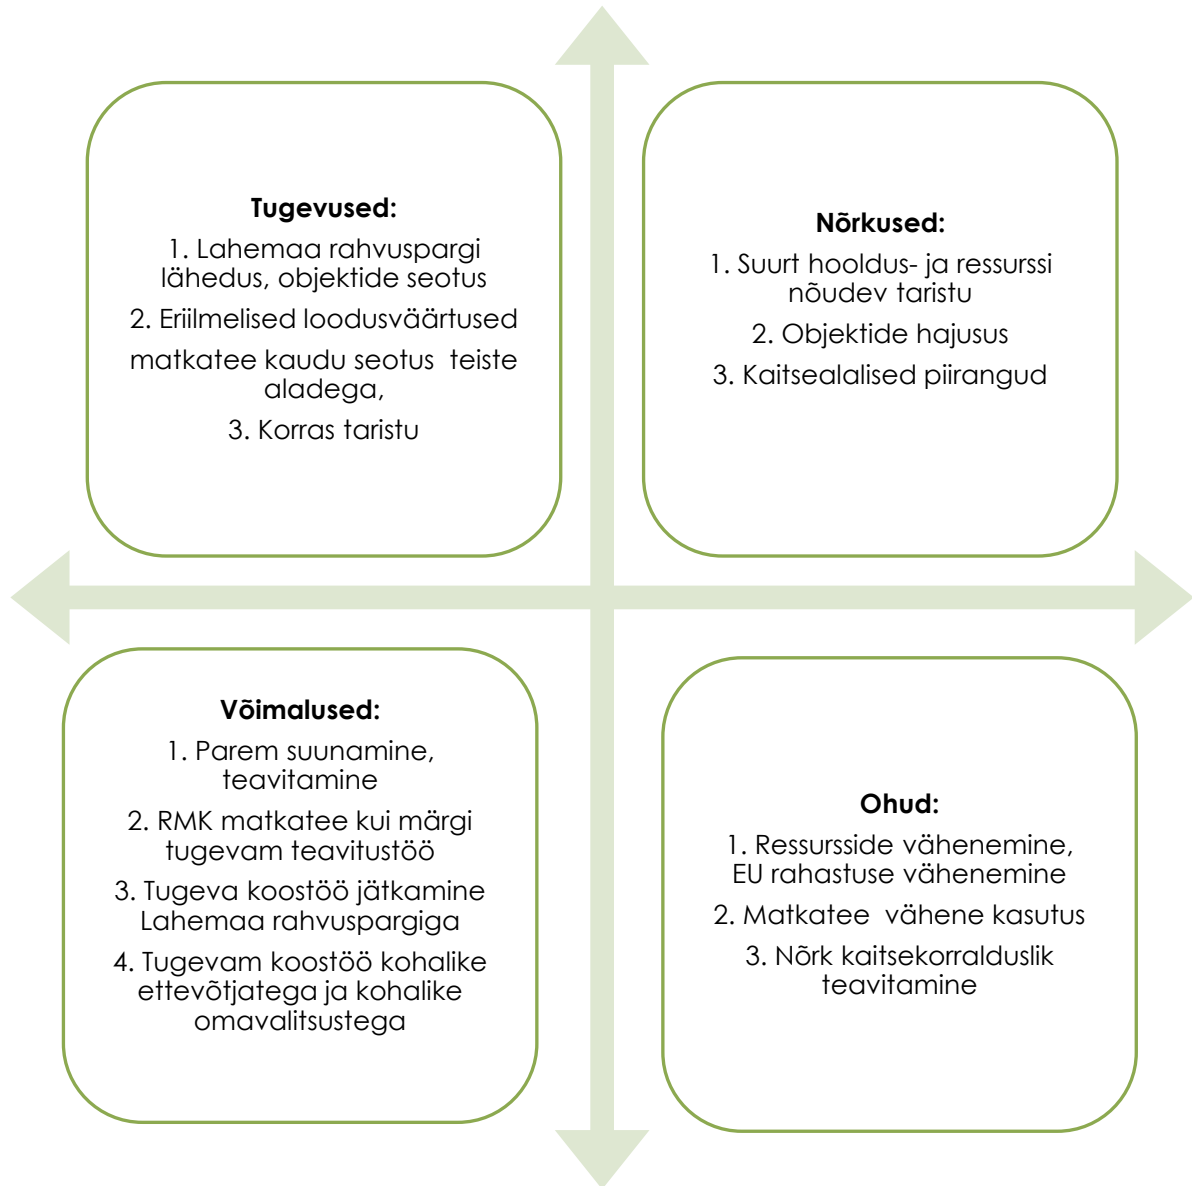 Tugevused:
1. Lahemaa rahvuspargi
lähedus, objektide seotus
2. Eriilmelised loodusväärtused
matkatee kaudu seotus  teiste
aladega,
3. Korras taristu
Nõrkused:
1. Suurt hooldus- ja ressurssi
nõudev taristu
2. Objektide hajusus
3. Kaitsealalised piirangud
Võimalused:
1. Parem suunamine,
teavitamine
2. RMK matkatee kui märgi
tugevam teavitustöö
3. Tugeva koostöö jätkamine
Lahemaa rahvuspargiga
4. Tugevam koostöö kohalike
ettevõtjatega ja kohalike
omavalitsustega
Ohud:
1. Ressursside vähenemine,
EU rahastuse vähenemine
2. Matkatee  vähene kasutus
3. Nõrk kaitsekorralduslik
teavitamine